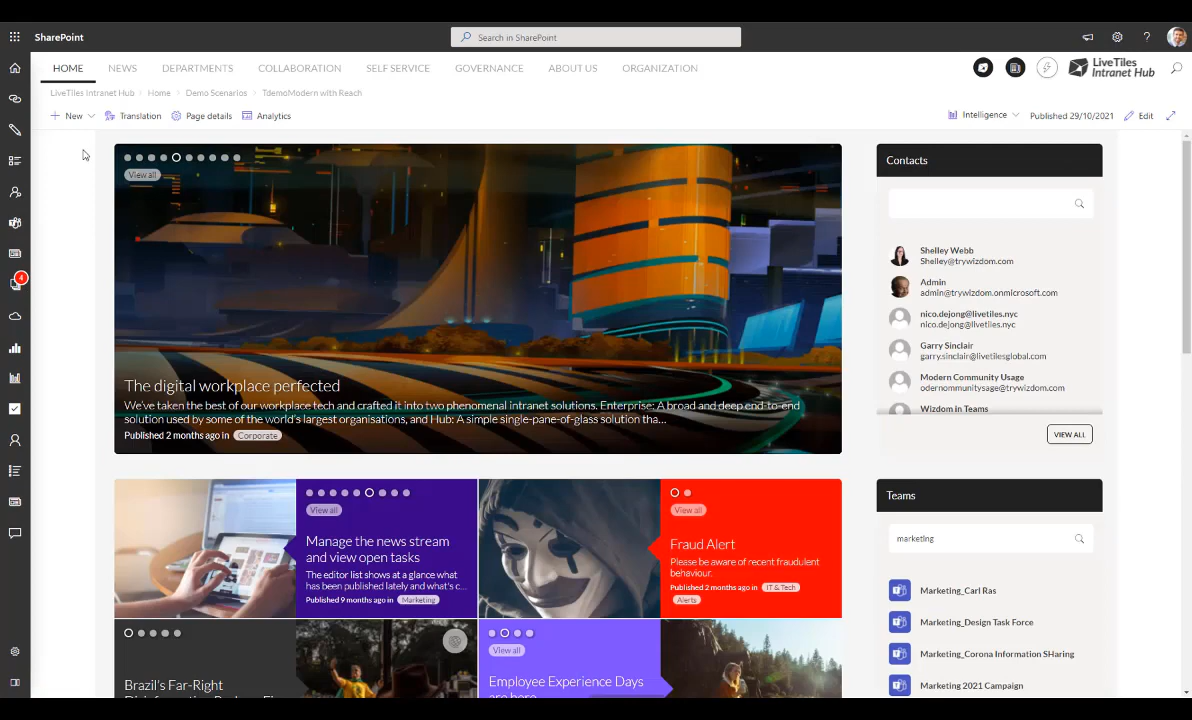 SharePoint
Search in SharePoint
?
HOME
NEWS
DEPARTMENTS
COLLABORATION
SELF SERVICE
GOVERNANCE
ABOUT US
ORGANIZATION
LiveTiles
Intranet Hub
LiveTiles Intranet Hub
Home
Demo Scenarios
TdemoModern with Reach
New
Translation
Page details
Analytics
Intelligence
Published 29/10/2021
Edit
4
View all
The digital workplace perfected
We've taken the best of our workplace tech and crafted it into two phenomenal intranet solutions. Enterprise: A broad and deep end-to-end
solution used by some of the world's largest organisations, and Hub: A simple single-pane-of-glass solution tha...
Published 2 months ago in Corporate
Contacts
Shelley Webb
Shelley@trywizdom.com
Admin
admin@trywizdom.onmicrosoft.com
nico.dejong@livetiles.nyc
nico.dejong@livetiles.nyc
Garry Sinclair
garry.sinclair@livetilesglobal.com
Modern Community Usage
odernommunitysage@trywizdom.com
Wizdom in Teams
VIEW ALL
View all
Manage the news stream
and view open tasks
The editor list shows at a glance what
has been published lately and what's c...
Published 9 months ago in Marketing
View all
Fraud Alert
Please be aware of recent fraudulent
behaviour.
Published 2 months ago in IT & Tech
Alerts
Brazil's Far-Right
View all
Employee Experience Days
are here
Teams
marketing
Marketing_Carl Ras
Marketing_Design Task Force
Marketing_Corona Information SHaring
Marketing 2021 Campaign